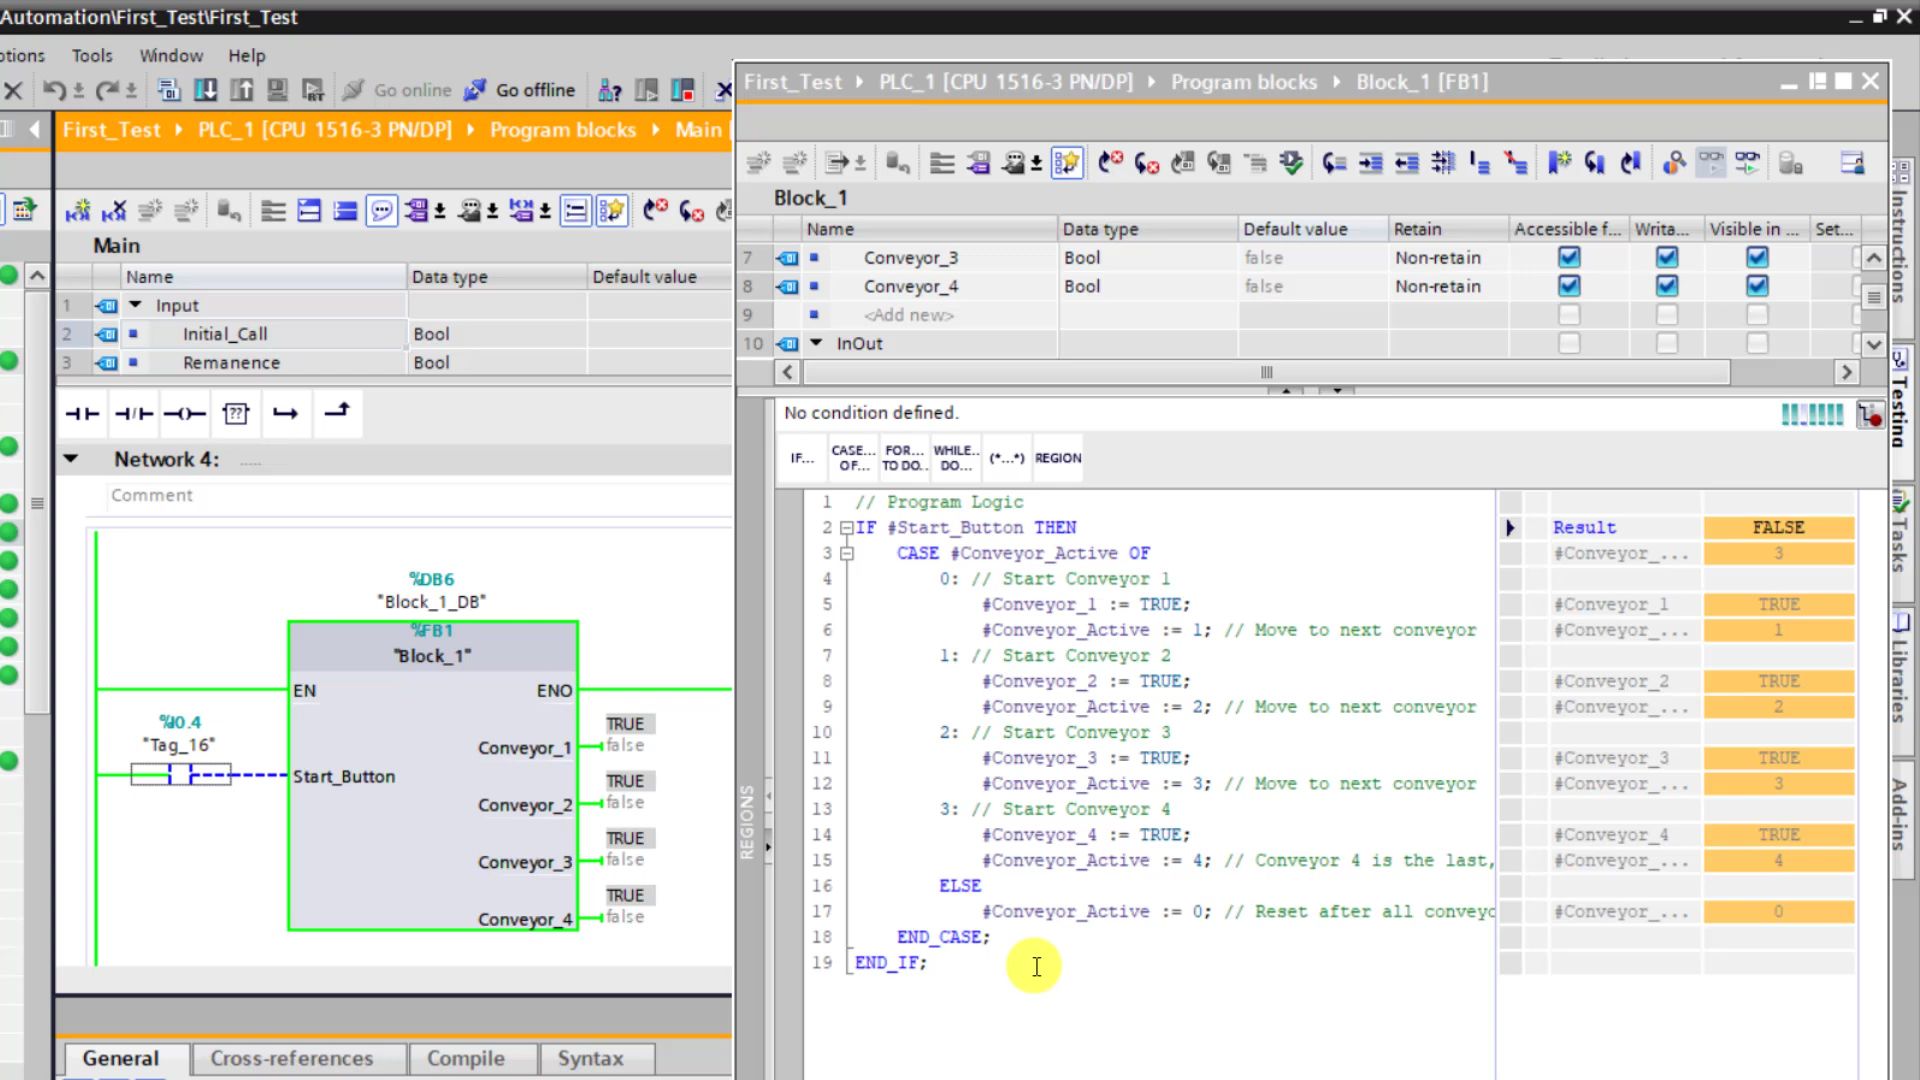 Automation\First_Test\First_Test
ptions Tools Window Help
Go online Go offline
First_Test PLC_1 [CPU 1516-3 PN/DP] Program blocks Main
Main
Name Data type Default value
1 Input
2 Initial_Call Bool
3 Remanence Bool
??
Network 4: .....
Comment
%DB6
"Block_1_DB"
%FB1
"Block_1"
EN ENO
%I0.4
"Tag_16"
Start_Button
Conveyor_1 TRUE false
Conveyor_2 TRUE false
Conveyor_3 TRUE false
Conveyor_4 TRUE false
General Cross-references Compile Syntax
First_Test PLC_1 [CPU 1516-3 PN/DP] Program blocks Block_1 [FB1]
Block_1
Name Data type Default value Retain Accessible f... Writa... Visible in ... Set...
7 Conveyor_3 Bool false Non-retain
8 Conveyor_4 Bool false Non-retain
9 <Add new>
10 InOut
No condition defined.
IF... CASE... OF... FOR... TO DO.. WHILE.. DO... (*...*) REGION
REGIONS
1 // Program Logic
2 IF #Start_Button THEN Result FALSE
3 CASE #Conveyor_Active OF #Conveyor_... 3
4 0: // Start Conveyor 1
5 #Conveyor_1 := TRUE; #Conveyor_1 TRUE
6 #Conveyor_Active := 1; // Move to next conveyor #Conveyor_... 1
7 1: // Start Conveyor 2
8 #Conveyor_2 := TRUE; #Conveyor_2 TRUE
9 #Conveyor_Active := 2; // Move to next conveyor #Conveyor_... 2
10 2: // Start Conveyor 3
11 #Conveyor_3 := TRUE; #Conveyor_3 TRUE
12 #Conveyor_Active := 3; // Move to next conveyor #Conveyor_... 3
13 3: // Start Conveyor 4
14 #Conveyor_4 := TRUE; #Conveyor_4 TRUE
15 #Conveyor_Active := 4; // Conveyor 4 is the last, #Conveyor_... 4
16 ELSE
17 #Conveyor_Active := 0; // Reset after all conveyo #Conveyor_... 0
18 END_CASE;
19 END_IF;
Instructions
Testing
Tasks
Libraries
Add-ins